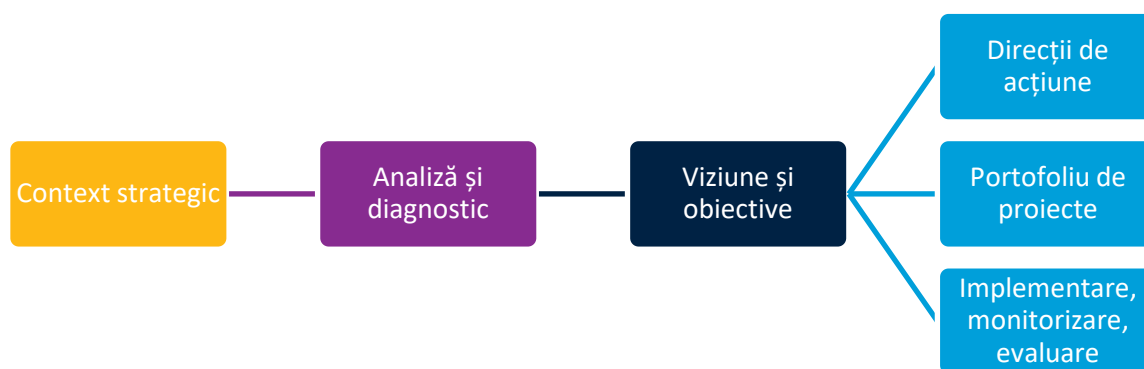 Context strategic
Analiză și
diagnostic
Viziune și
obiective
Direcții de
acțiune
Portofoliu de
proiecte
Implementare,
monitorizare,
evaluare